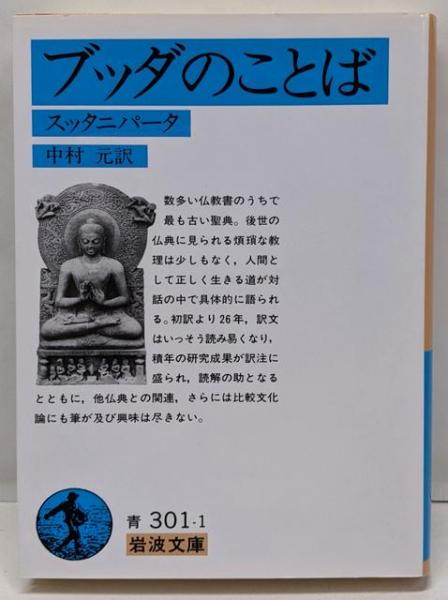 ブッダのことば
スッタニパータ
中村 元訳
数多い仏教書のうちで
最も古い聖典。後世の
仏典に見られる煩瑣な教
理は少しもなく，人間と
して正しく生きる道が対
話の中で具体的に語られ
る。初訳より26年，訳文
はいっそう読み易くなり，
積年の研究成果が訳注に
盛られ，読解の助となる
とともに，他仏典との関連，さらには比較文化
論にも筆が及び興味は尽きない。
青 301-1
岩波文庫